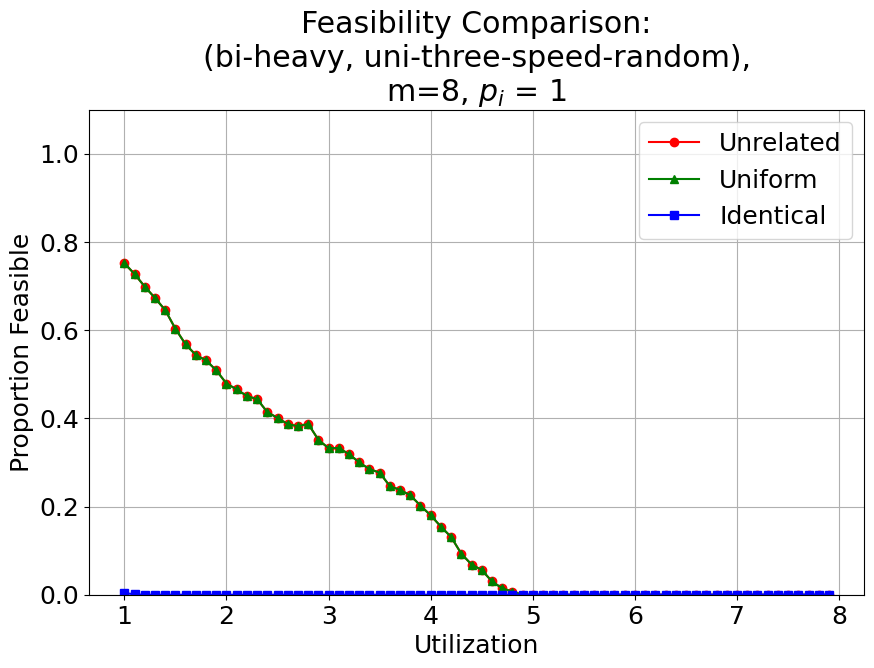 Feasibility Comparison:
(bi-heavy, uni-three-speed-random),
m=8, $p_i$ = 1
Unrelated
Uniform
Identical
Proportion Feasible
1.0
0.8
0.6
0.4
0.2
0.0
1 2 3 4 5 6 7 8
Utilization